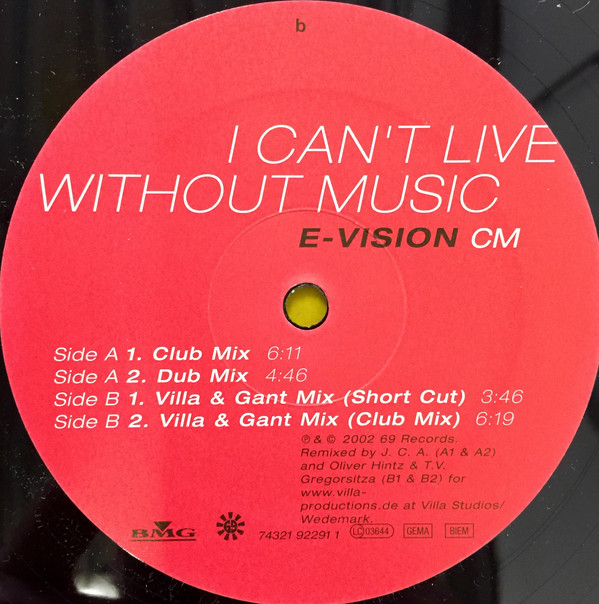 b
I CAN'T LIVE
WITHOUT MUSIC
E-VISION CM
Side A 1. Club Mix 6:11
Side A 2. Dub Mix 4:46
Side B 1. Villa & Gant Mix (Short Cut) 3:46
Side B 2. Villa & Gant Mix (Club Mix) 6:19
℗ & © 2002 69 Records.
Remixed by J. C. A. (A1 & A2)
and Oliver Hintz & T.V.
Gregorsitza (B1 & B2) for
www.villa-
productions.de at Villa Studios/
Wedemark.
BMG 69 74321 92291 1 LC 03644 GEMA BIEM